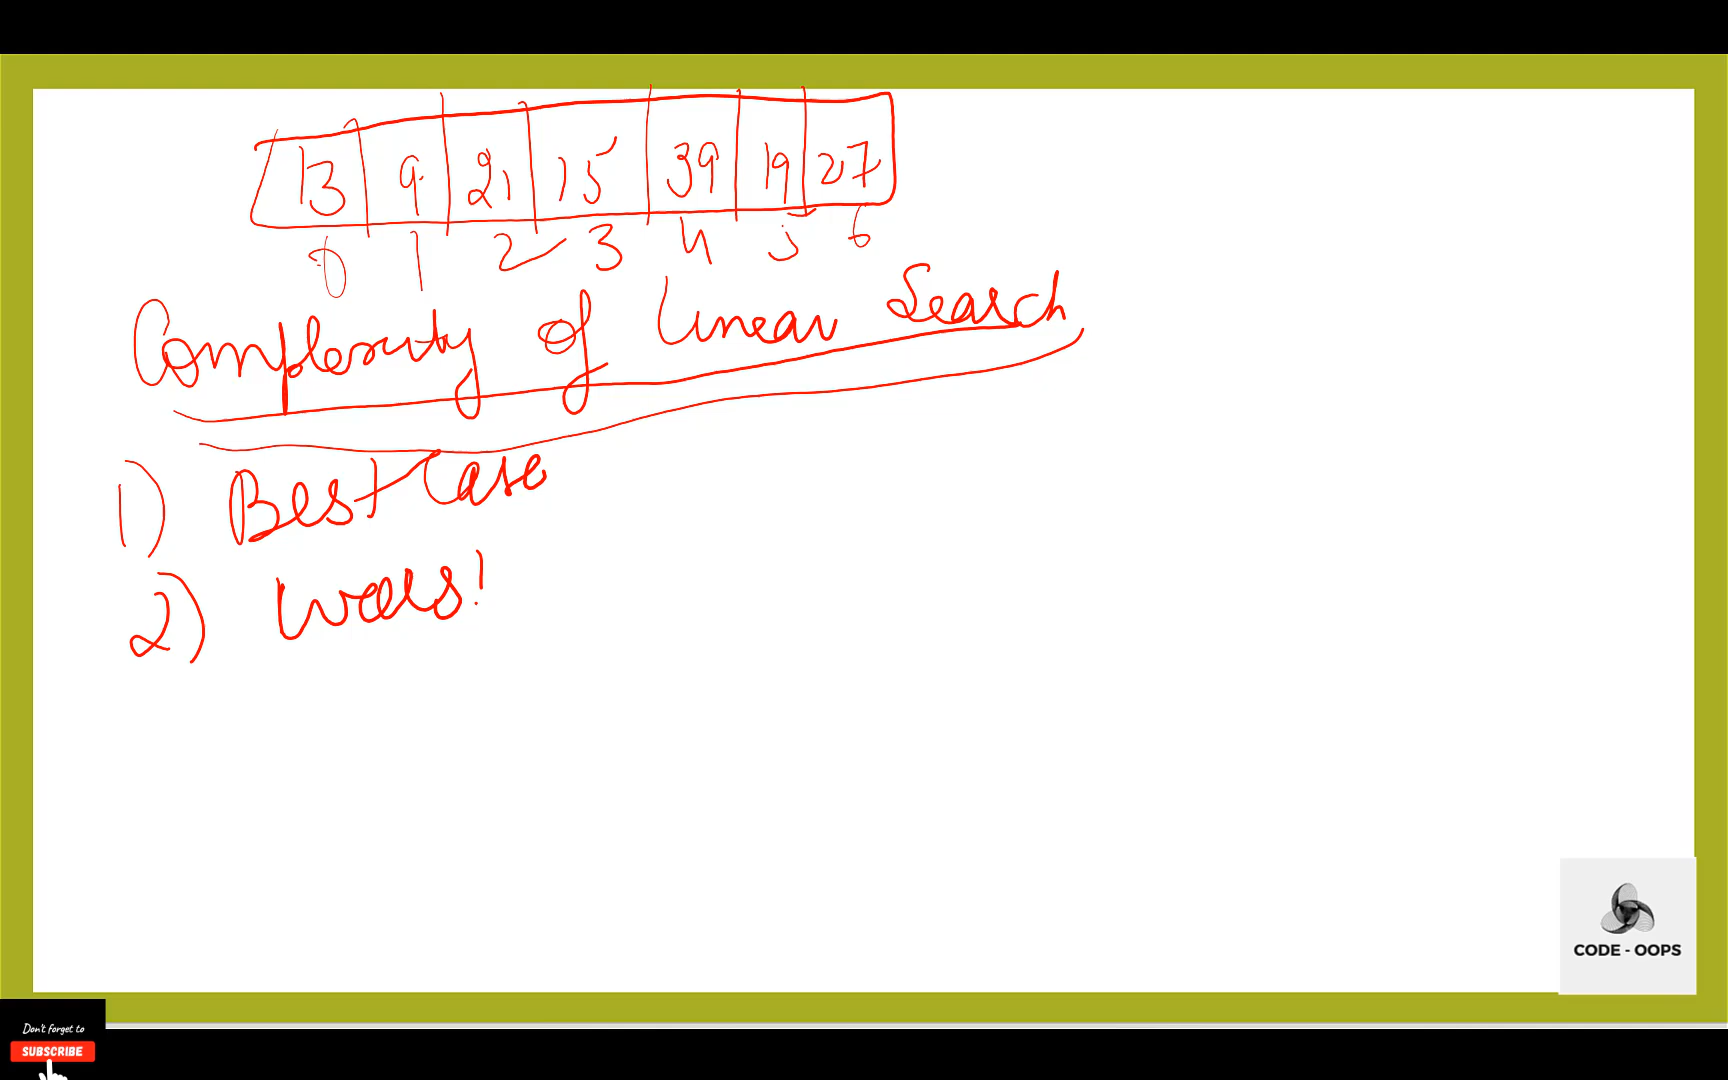 13 9 21 15 39 19 27
0 1 2 3 4 5 6
Complexity of Linear Search
1) Best Case
2)
CODE - OOPS
Don't forget to
SUBSCRIBE